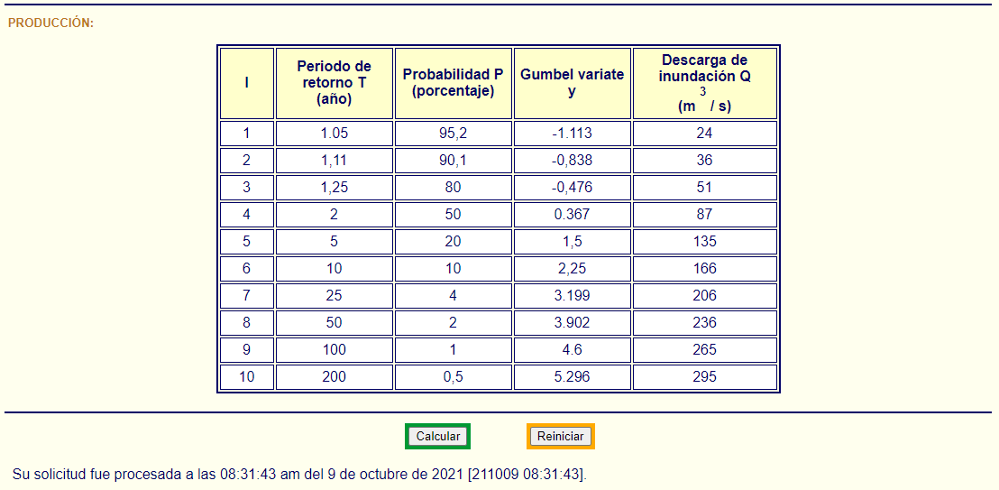 PRODUCCIÓN:
I Periodo de retorno T (año) Probabilidad P (porcentaje) Gumbel variate y Descarga de inundación Q (m 3 / s)
1 1.05 95,2 -1.113 24
2 1,11 90,1 -0,838 36
3 1,25 80 -0,476 51
4 2 50 0.367 87
5 5 20 1,5 135
6 10 10 2,25 166
7 25 4 3.199 206
8 50 2 3.902 236
9 100 1 4.6 265
10 200 0,5 5.296 295
Calcular Reiniciar
Su solicitud fue procesada a las 08:31:43 am del 9 de octubre de 2021 [211009 08:31:43].